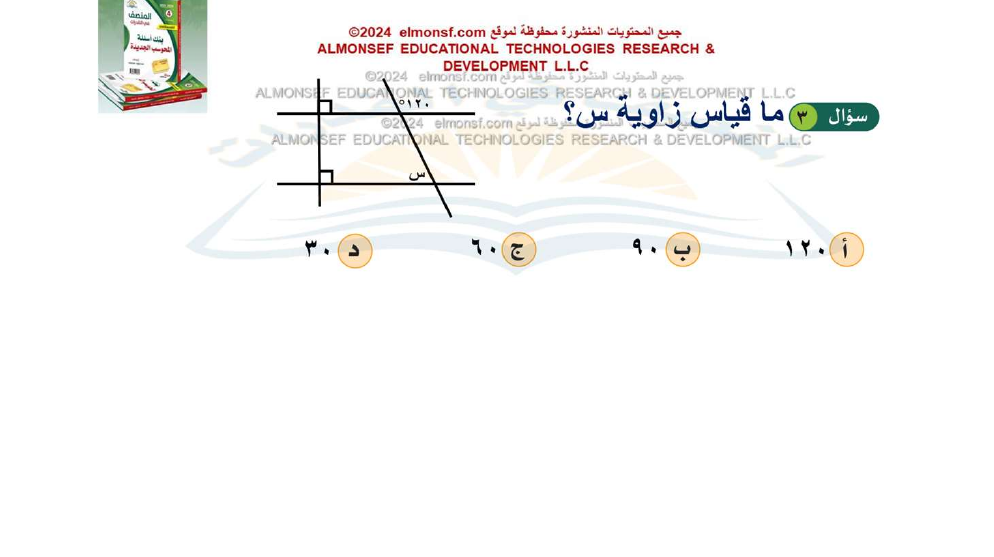 المنصف
بنك أسئلة
المحوسب الجديدة
جميع المحتويات المنشورة محفوظة لموقع elmonsf.com ©2024
ALMONSEF EDUCATIONAL TECHNOLOGIES RESEARCH &
DEVELOPMENT L.L.C
جميع المحتويات المنشورة محفوظة لموقع elmonsf.com ©2024
ALMONSEF EDUCATIONAL TECHNOLOGIES RESEARCH & DEVELOPMENT L.L.C
سؤال ٣ ما قياس زاوية س؟
جميع المحتويات المنشورة محفوظة لموقع elmonsf.com ©2024
ALMONSEF EDUCATIONAL TECHNOLOGIES RESEARCH & DEVELOPMENT L.L.C
١٢٠°
س
أ ١٢٠
ب ٩٠
ج ٦٠
د ٣٠